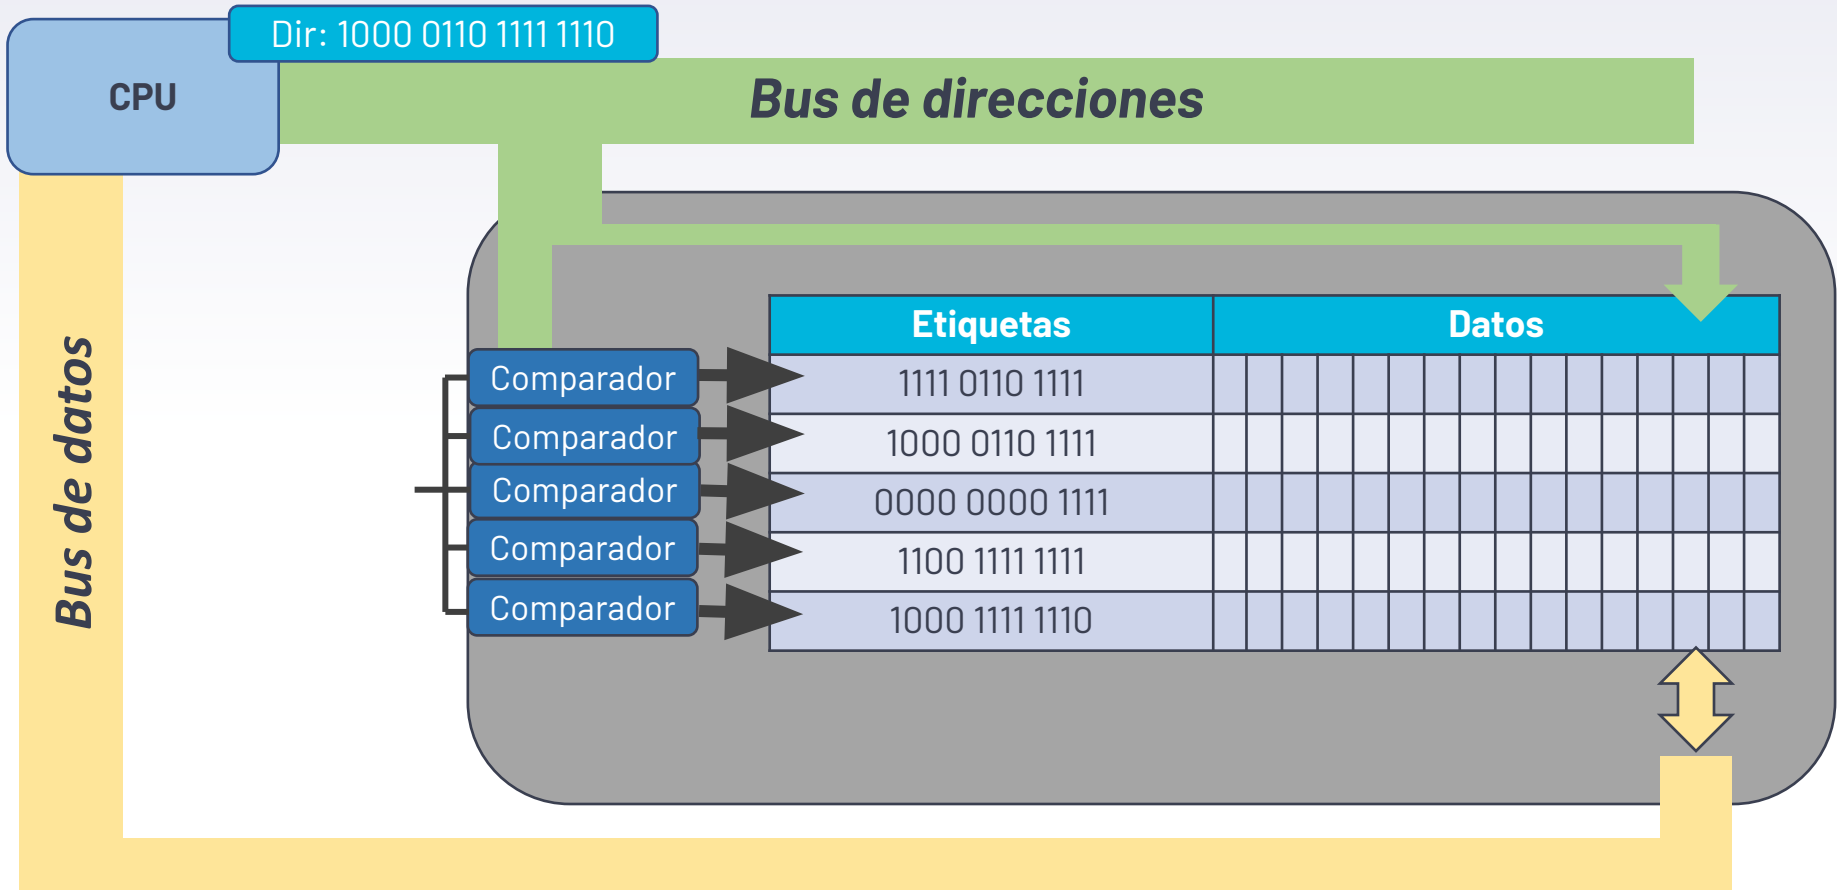 Dir: 1000 0110 1111 1110
CPU
Bus de direcciones
Bus de datos
Etiquetas Datos
Comparador 1111 0110 1111
Comparador 1000 0110 1111
Comparador 0000 0000 1111
Comparador 1100 1111 1111
Comparador 1000 1111 1110